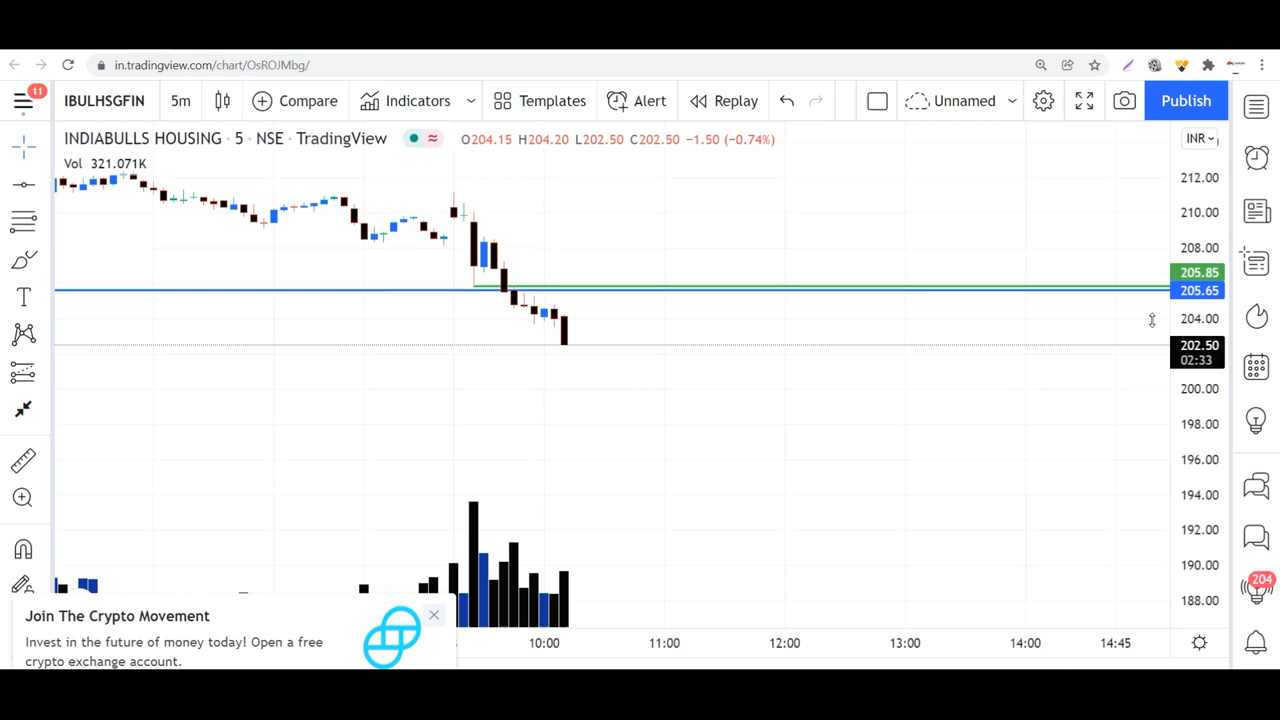 in.tradingview.com/chart/OsROJMbg/
11
IBULHSGFIN 5m Compare Indicators Templates Alert Replay Unnamed Publish
INDIABULLS HOUSING · 5 · NSE · TradingView O204.15 H204.20 L202.50 C202.50 −1.50 (−0.74%) INR
Vol 321.071K
212.00
210.00
208.00
205.85
205.65
204.00
202.50
02:33
200.00
198.00
196.00
194.00
192.00
190.00
188.00
204
Join The Crypto Movement
Invest in the future of money today! Open a free
crypto exchange account.
10:00 11:00 12:00 13:00 14:00 14:45